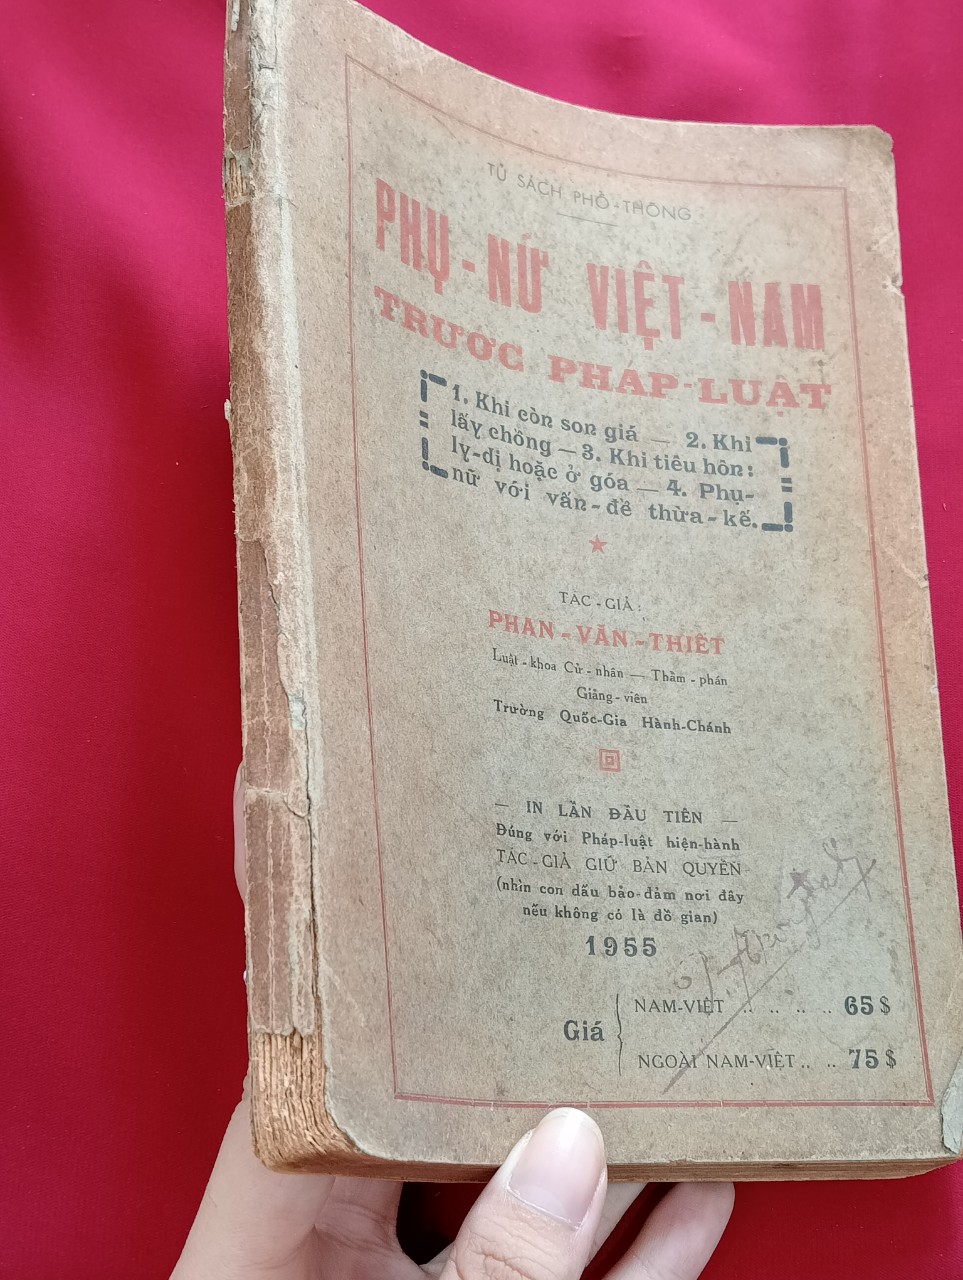 TỦ SÁCH PHỔ-THÔNG
PHỤ-NỮ VIỆT-NAM
TRƯỚC PHÁP-LUẬT
1. Khi còn son giá — 2. Khi
lấy chồng — 3. Khi tiêu hôn:
ly-dị hoặc ở góa — 4. Phụ-
nữ với vấn-đề thừa-kế.
TÁC-GIẢ:
PHAN-VĂN-THIẾT
Luật-khoa Cử-nhân — Thẩm-phán
Giảng-viên
Trường Quốc-Gia Hành-Chánh
— IN LẦN ĐẦU TIÊN —
Đúng với Pháp-luật hiện-hành
TÁC-GIẢ GIỮ BẢN QUYỀN
(nhìn con dấu bảo-đảm nơi đây
nếu không có là đồ gian)
1955
Giá
NAM-VIỆT .. .. .. .. 65 $
NGOÀI NAM-VIỆT .. .. 75 $